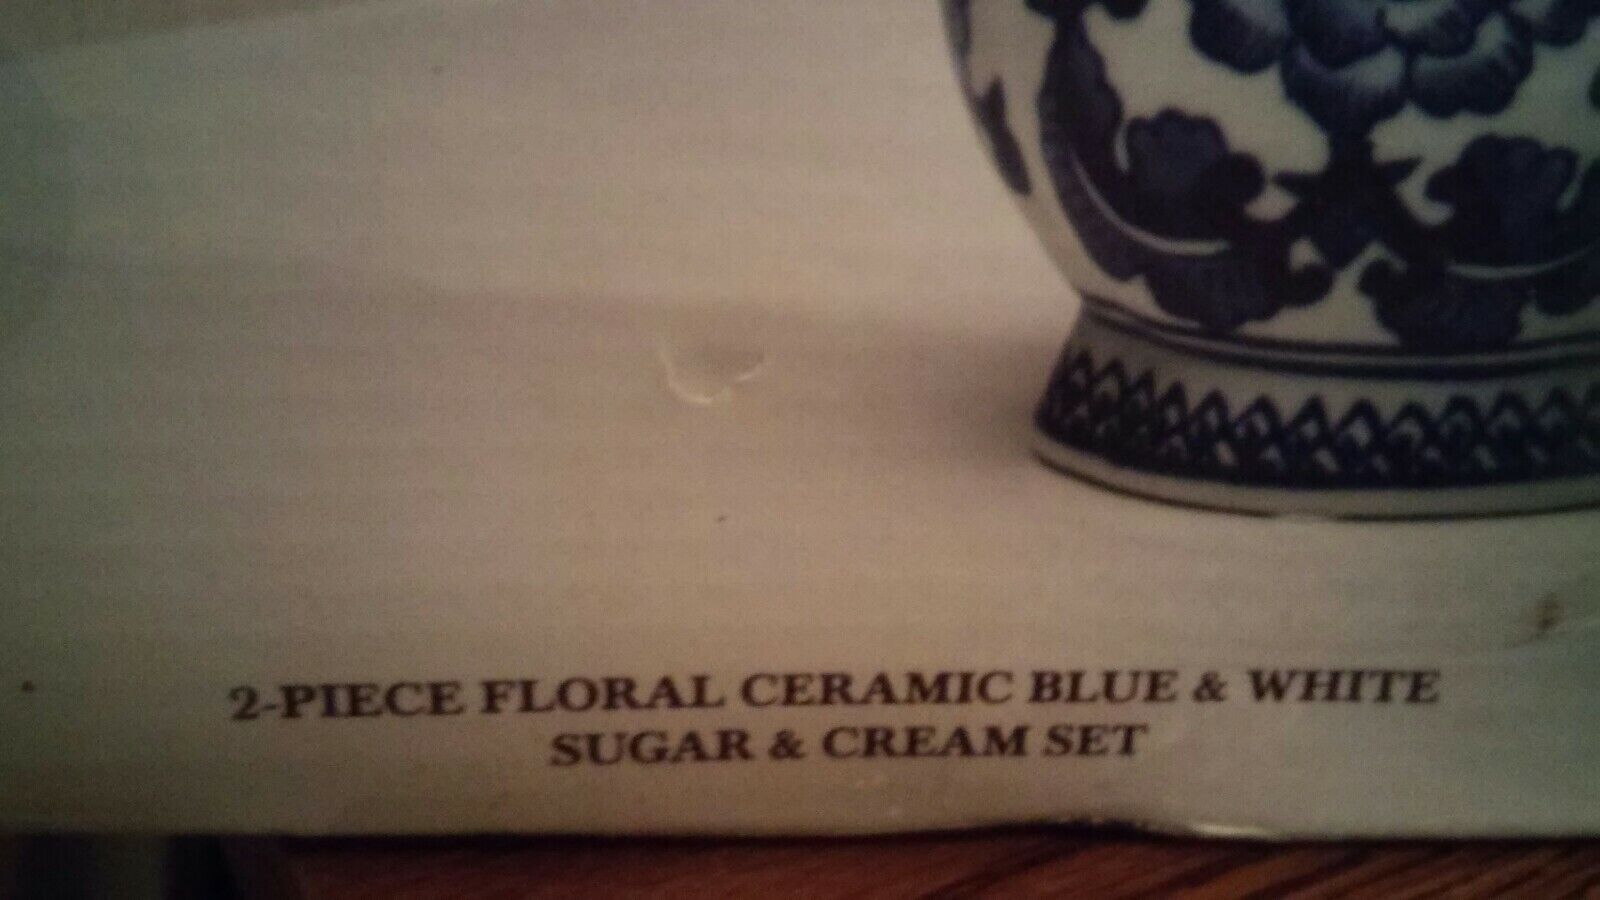 2-PIECE FLORAL CERAMIC BLUE & WHITE
SUGAR & CREAM SET